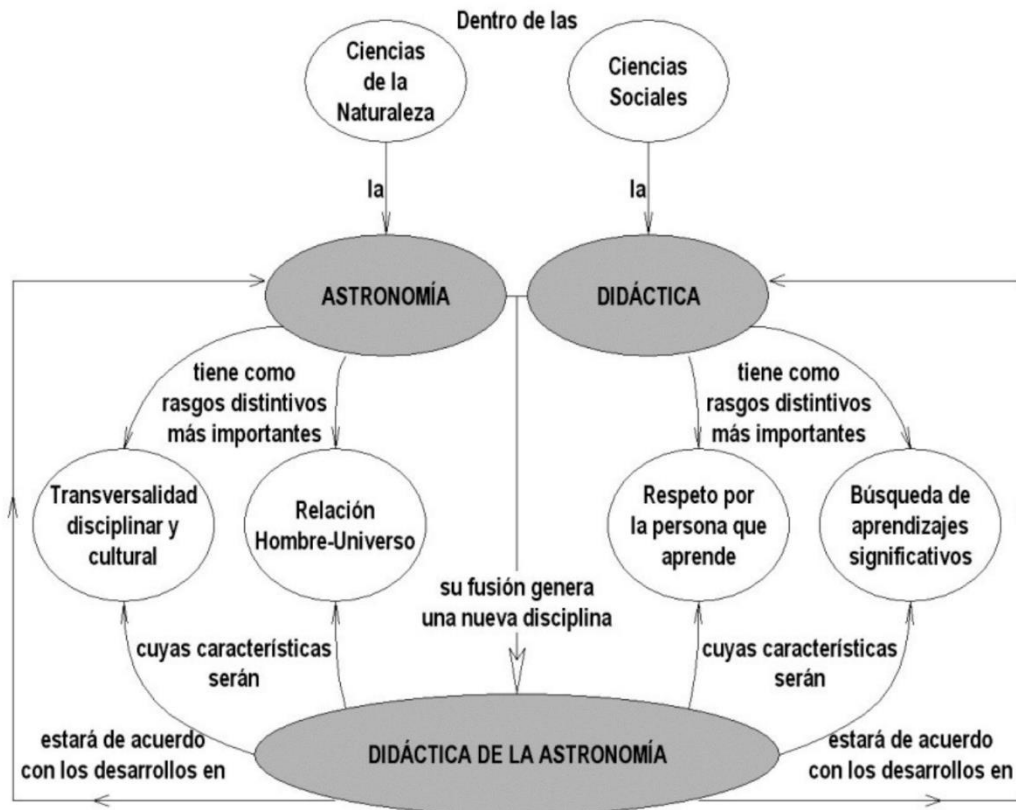 Dentro de las
Ciencias
de la
Naturaleza
Ciencias
Sociales
la
la
ASTRONOMÍA
DIDÁCTICA
tiene como
rasgos distintivos
más importantes
tiene como
rasgos distintivos
más importantes
Transversalidad
disciplinar y
cultural
Relación
Hombre-Universo
Respeto por
la persona que
aprende
Búsqueda de
aprendizajes
significativos
su fusión genera
una nueva disciplina
cuyas características
serán
cuyas características
serán
DIDÁCTICA DE LA ASTRONOMÍA
estará de acuerdo
con los desarrollos en
estará de acuerdo
con los desarrollos en